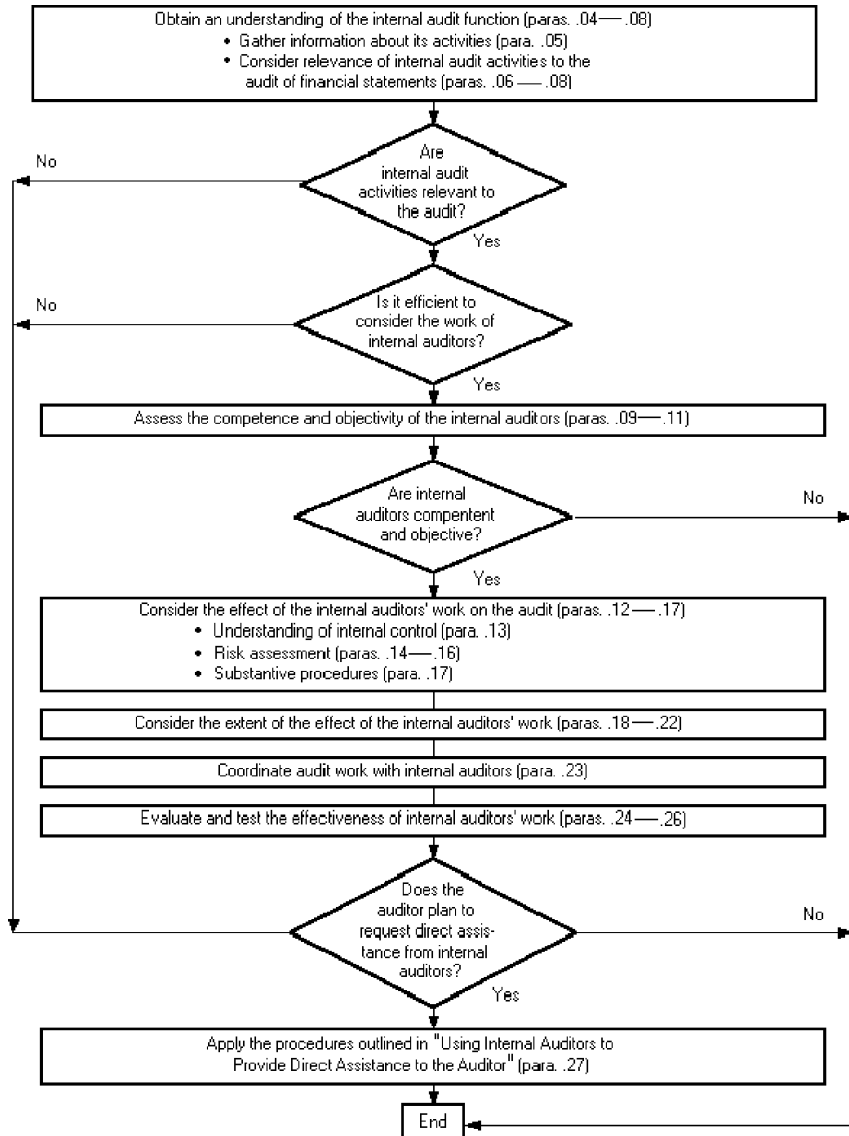 Obtain an understanding of the internal audit function (paras. .04—.08)
• Gather information about its activities (para. .05)
• Consider relevance of internal audit activities to the
audit of financial statements (paras. .06—.08)
No
Are
internal audit
activities relevant to
the audit?
Yes
No
Is it efficient to
consider the work of
internal auditors?
Yes
Assess the competence and objectivity of the internal auditors (paras. .09—.11)
Are internal
auditors compentent
and objective?
No
Yes
Consider the effect of the internal auditors' work on the audit (paras. .12—.17)
• Understanding of internal control (para. .13)
• Risk assessment (paras. .14—.16)
• Substantive procedures (para. .17)
Consider the extent of the effect of the internal auditors' work (paras. .18—.22)
Coordinate audit work with internal auditors (para. .23)
Evaluate and test the effectiveness of internal auditors' work (paras. .24—.26)
Does the
auditor plan to
request direct assis-
tance from internal
auditors?
No
Yes
Apply the procedures outlined in "Using Internal Auditors to
Provide Direct Assistance to the Auditor" (para. .27)
End